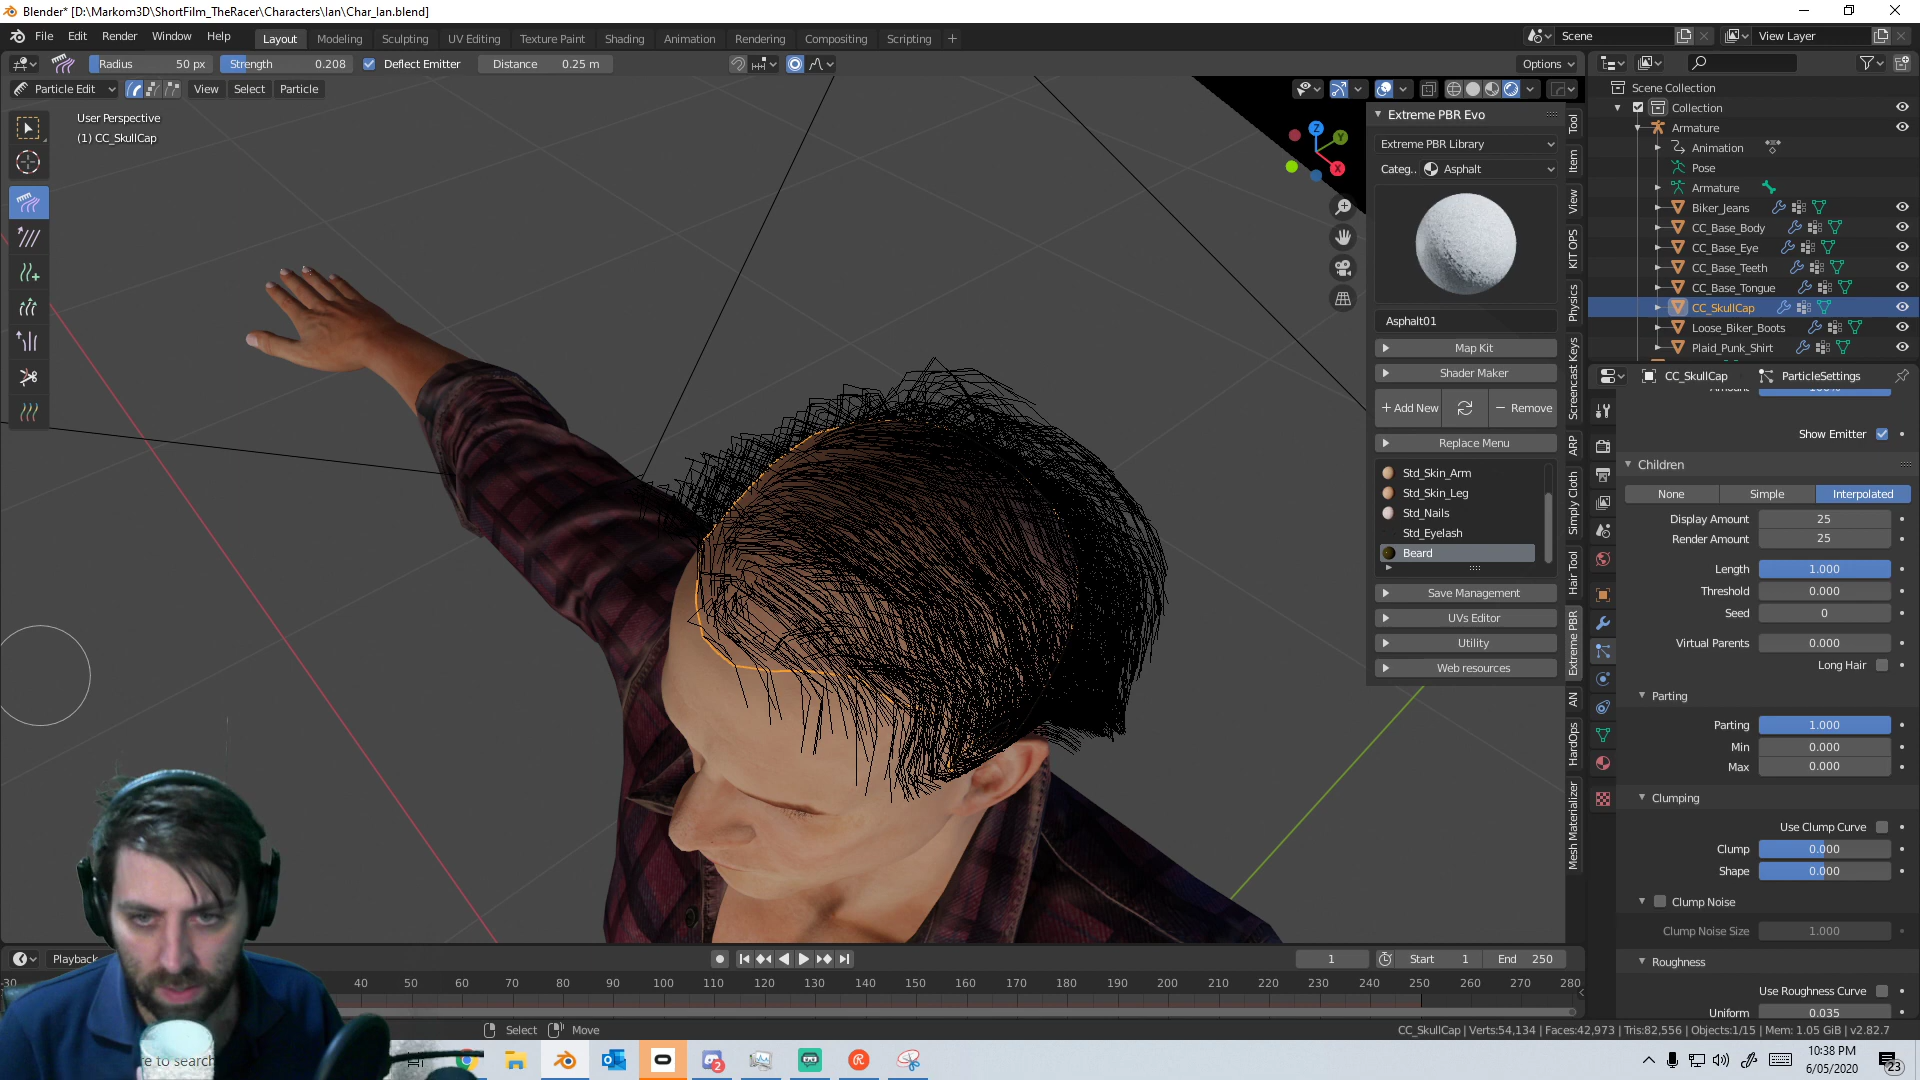 Blender* [D:\Markom3D\ShortFilm_TheRacer\Characters\Ian\Char_Ian.blend]
File Edit Render Window Help Layout Modeling Sculpting UV Editing Texture Paint Shading Animation Rendering Compositing Scripting + Scene View Layer
Radius 50 px Strength 0.208 Deflect Emitter Distance 0.25 m Options
Particle Edit View Select Particle
User Perspective
(1) CC_SkullCap
Z
Y
X
Extreme PBR Evo
Extreme PBR Library
Categ.. Asphalt
Asphalt01
Map Kit
Shader Maker
+ Add New — Remove
Replace Menu
Std_Skin_Arm
Std_Skin_Leg
Std_Nails
Std_Eyelash
Beard
Save Management
UVs Editor
Utility
Web resources
Tool
Item
View
KIT OPS
Physics
Screencast Keys
ARP
Simply Cloth
Hair Tool
Extreme PBR
AN
HardOps
Mesh Materializer
Scene Collection
Collection
Armature
Animation
Pose
Armature
Biker_Jeans
CC_Base_Body
CC_Base_Eye
CC_Base_Teeth
CC_Base_Tongue
CC_SkullCap
Loose_Biker_Boots
Plaid_Punk_Shirt
CC_SkullCap ParticleSettings
Amount 100%
Show Emitter
Children
None Simple Interpolated
Display Amount 25
Render Amount 25
Length 1.000
Threshold 0.000
Seed 0
Virtual Parents 0.000
Long Hair
Parting
Parting 1.000
Min 0.000
Max 0.000
Clumping
Use Clump Curve
Clump 0.000
Shape 0.000
Clump Noise
Clump Noise Size 1.000
Roughness
Use Roughness Curve
Uniform 0.035
Playback 1 Start 1 End 250
-30 40 50 60 70 80 90 100 110 120 130 140 150 160 170 180 190 200 210 220 230 240 250 260 270 280
Select Move CC_SkullCap | Verts:54,134 | Faces:42,973 | Tris:82,556 | Objects:1/15 | Mem: 1.05 GiB | v2.82.7
re to search 2 10:38 PM
6/05/2020 23